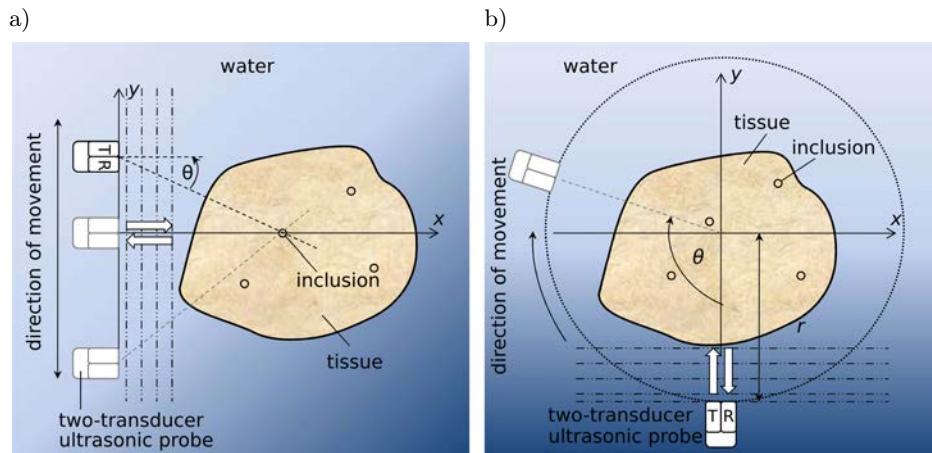 a)
water
y
direction of movement
T
R
θ
x
inclusion
tissue
two-transducer
ultrasonic probe
b)
water
y
tissue
inclusion
direction of movement
x
θ
r
two-transducer
ultrasonic probe
T R